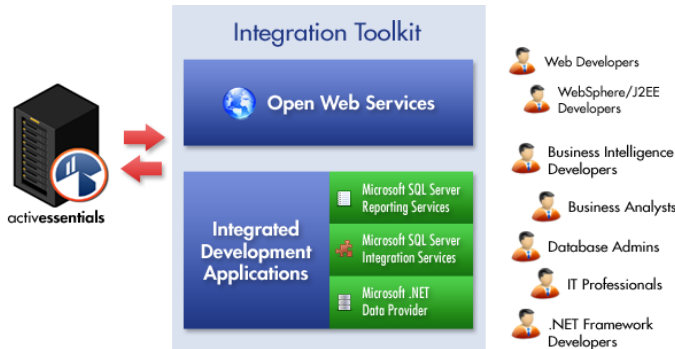 Integration Toolkit
Open Web Services
activessentials
Integrated
Development
Applications
Microsoft SQL Server
Reporting Services
Microsoft SQL Server
Integration Services
Microsoft .NET
Data Provider
Web Developers
WebSphere/J2EE
Developers
Business Intelligence
Developers
Business Analysts
Database Admins
IT Professionals
.NET Framework
Developers